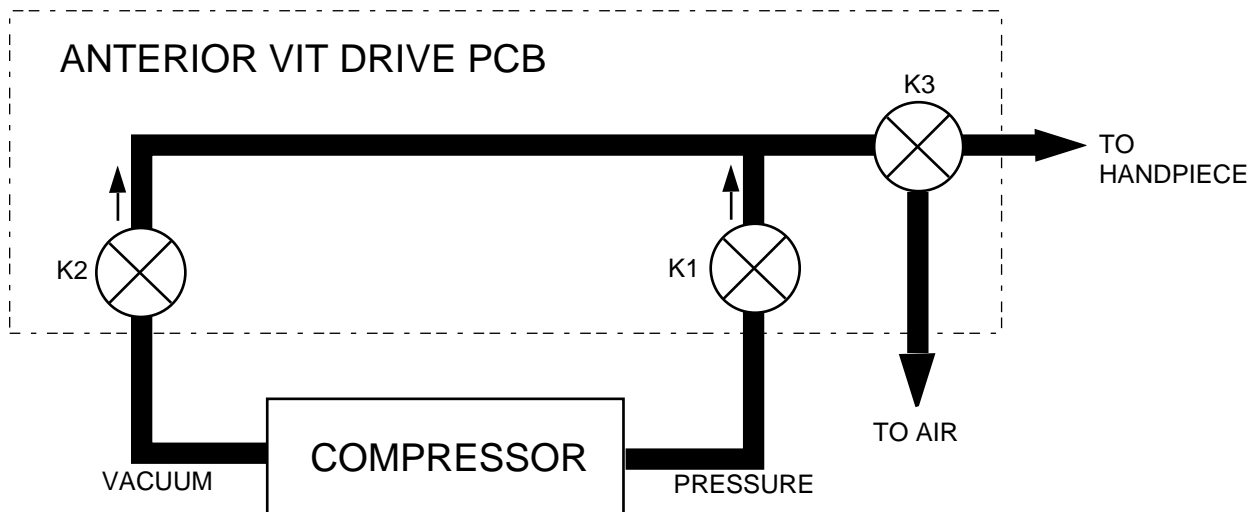 ANTERIOR VIT DRIVE PCB
K3
TO
HANDPIECE
K2
K1
TO AIR
COMPRESSOR
VACUUM
PRESSURE